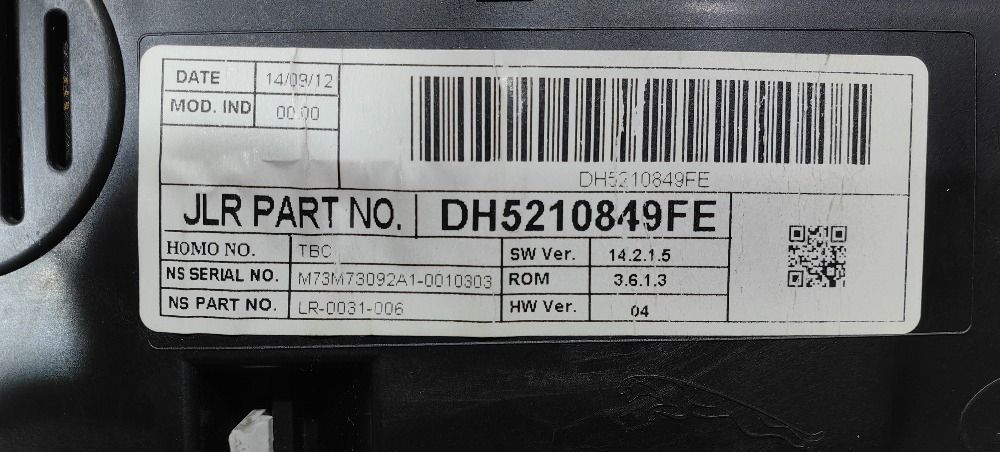 DATE 14/09/12
MOD. IND 00.00
DH5210849FE
JLR PART NO. DH5210849FE
HOMO NO. TBC SW Ver. 14.2.1.5
NS SERIAL NO. M73M73092A1-0010303 ROM 3.6.1.3
NS PART NO. LR-0031-006 HW Ver. 04